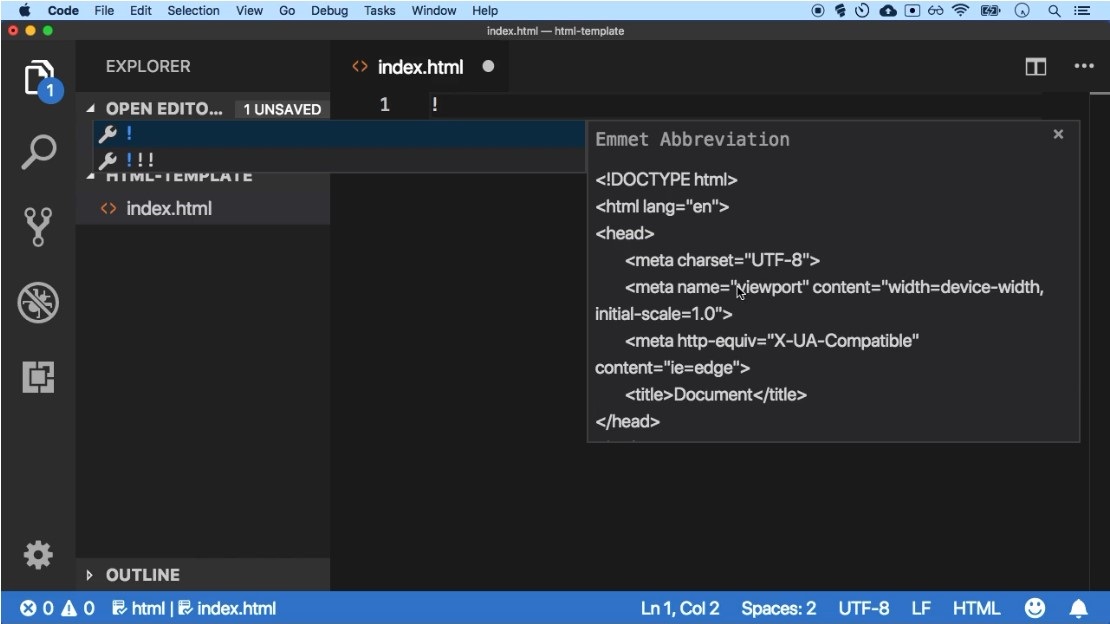 Code File Edit Selection View Go Debug Tasks Window Help
index.html — html-template
EXPLORER
index.html
1
OPEN EDITO... 1 UNSAVED
1 !
!
!!!
HTML-TEMPLATE
index.html
Emmet Abbreviation
<!DOCTYPE html>
<html lang="en">
<head>
<meta charset="UTF-8">
<meta name="viewport" content="width=device-width,
initial-scale=1.0">
<meta http-equiv="X-UA-Compatible"
content="ie=edge">
<title>Document</title>
</head>
OUTLINE
0 0 html | index.html Ln 1, Col 2 Spaces: 2 UTF-8 LF HTML